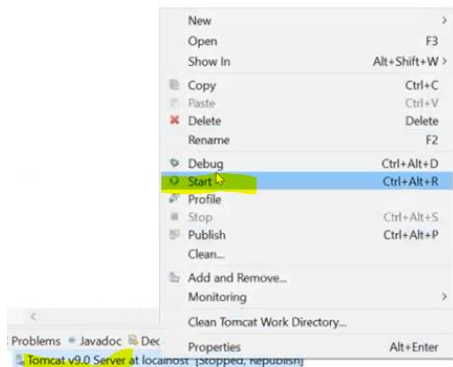 New >
Open F3
Show In Alt+Shift+W >
Copy Ctrl+C
Paste Ctrl+V
Delete Delete
Rename F2
Debug Ctrl+Alt+D
Start Ctrl+Alt+R
Profile
Stop Ctrl+Alt+S
Publish Ctrl+Alt+P
Clean...
Add and Remove...
Monitoring >
Clean Tomcat Work Directory...
Properties Alt+Enter
Problems Javadoc Dec
Tomcat v9.0 Server at localhost [Stopped, Republish]